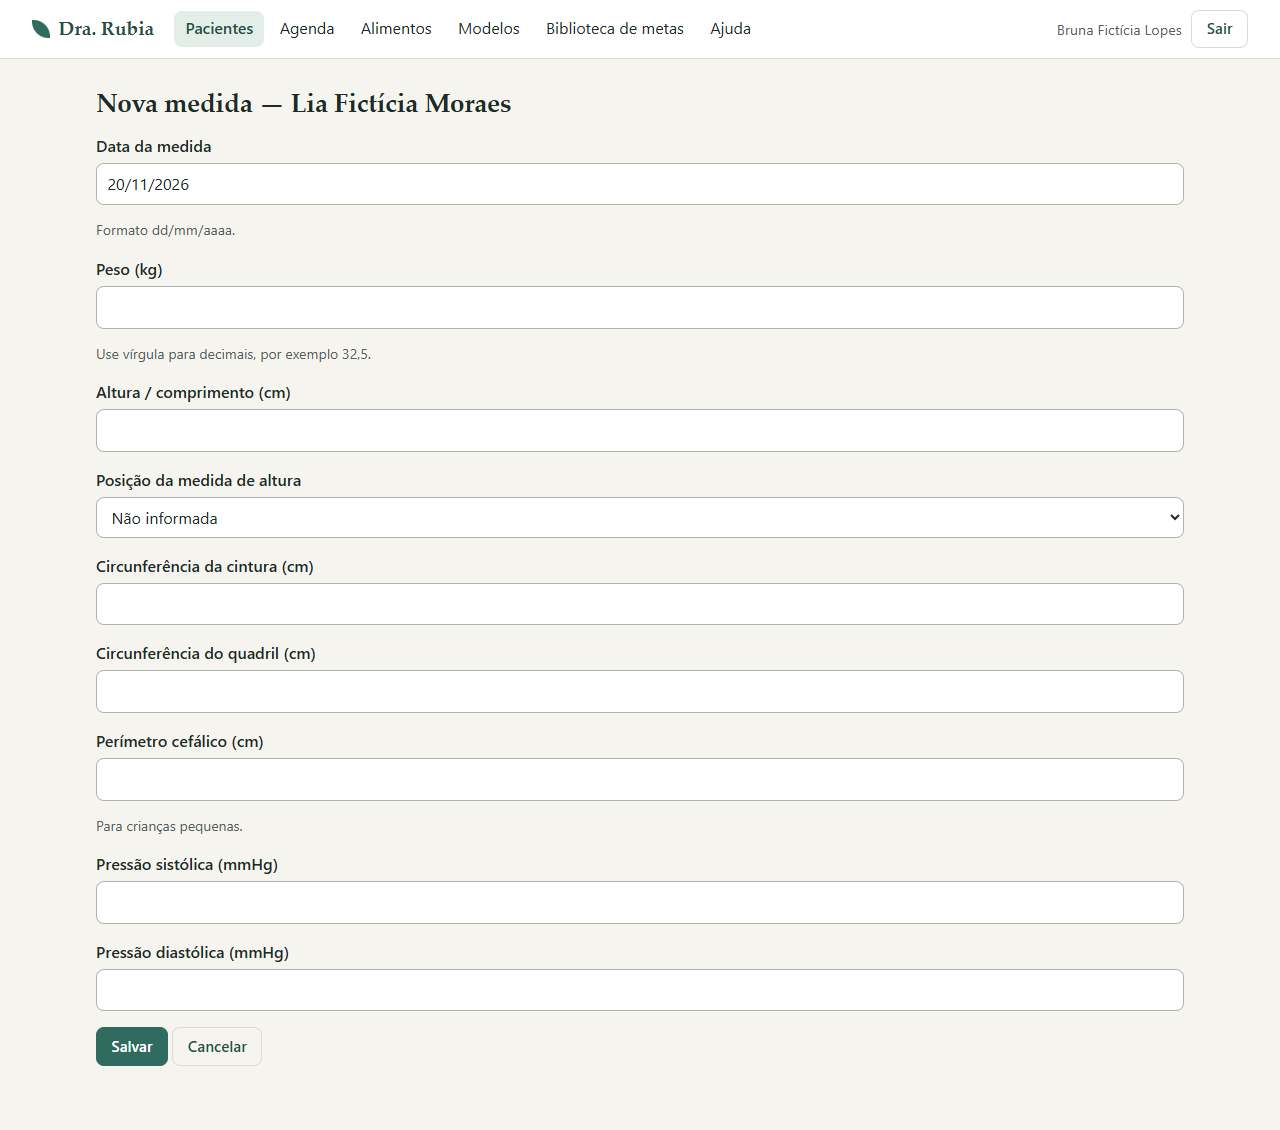 Dra. Rubia Pacientes Agenda Alimentos Modelos Biblioteca de metas Ajuda Bruna Fictícia Lopes Sair
Nova medida — Lia Fictícia Moraes
Data da medida
20/11/2026
Formato dd/mm/aaaa.
Peso (kg)
Use vírgula para decimais, por exemplo 32,5.
Altura / comprimento (cm)
Posição da medida de altura
Não informada
Circunferência da cintura (cm)
Circunferência do quadril (cm)
Perímetro cefálico (cm)
Para crianças pequenas.
Pressão sistólica (mmHg)
Pressão diastólica (mmHg)
Salvar Cancelar